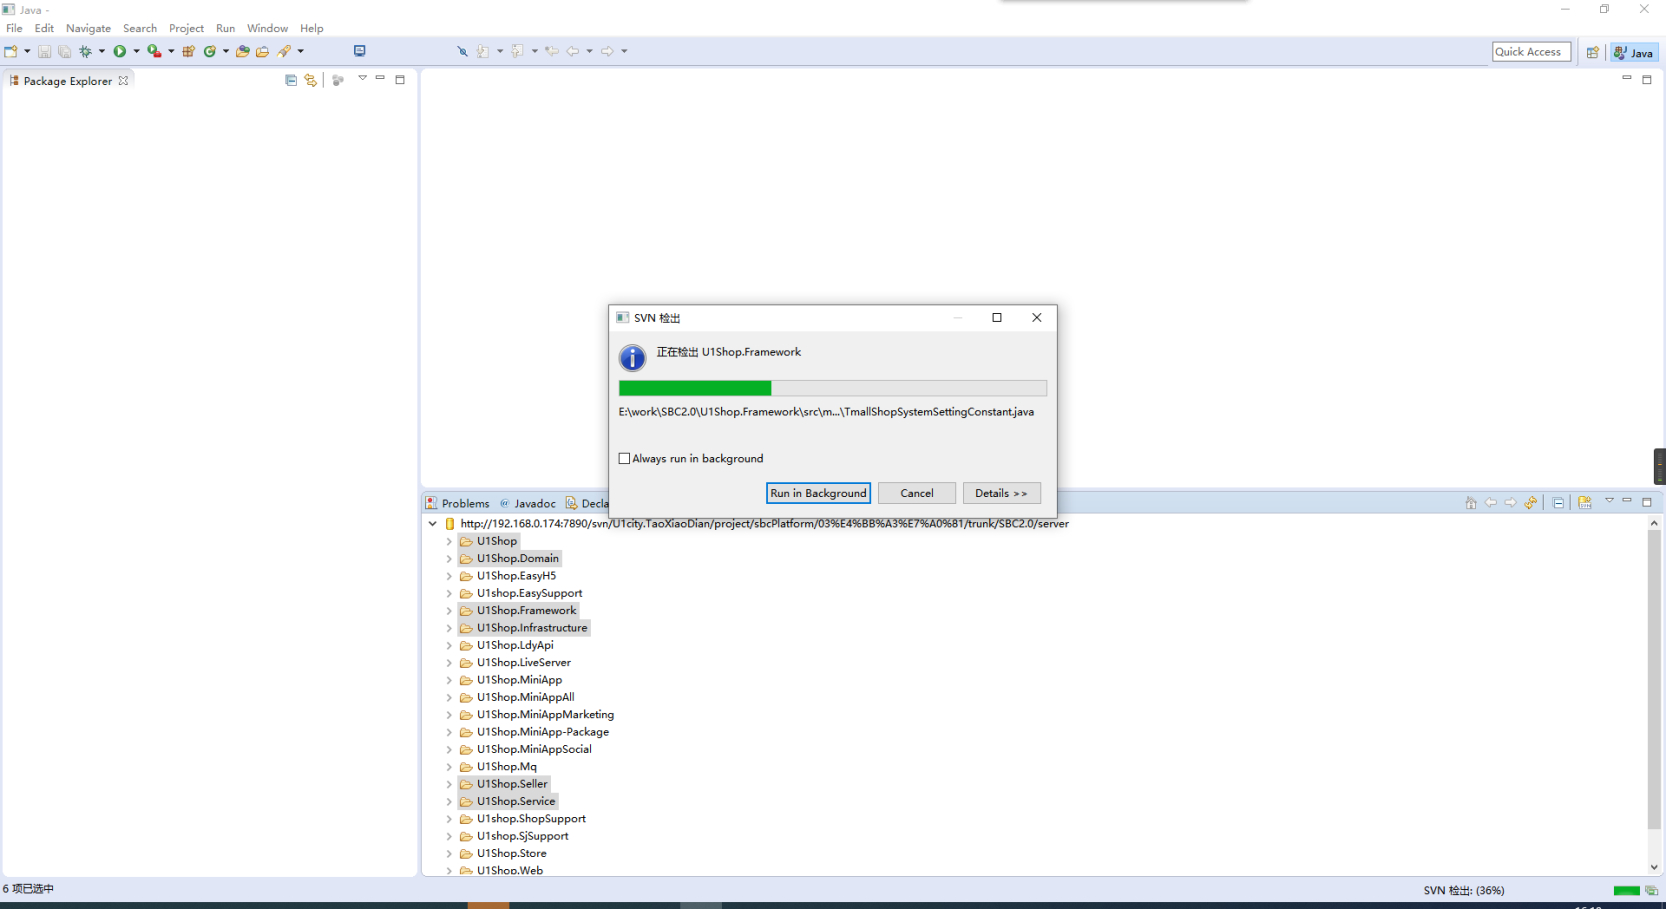 Java -
File Edit Navigate Search Project Run Window Help
Quick Access
Java
Package Explorer
SVN 检出
正在检出 U1Shop.Framework
E:\work\SBC2.0\U1Shop.Framework\src\m...\TmallShopSystemSettingConstant.java
Always run in background
Run in Background Cancel Details >>
Problems @ Javadoc Decla
http://192.168.0.174:7890/svn/U1city.TaoXiaoDian/project/sbcPlatform/03%E4%BB%A3%E7%A0%81/trunk/SBC2.0/server
U1Shop
U1Shop.Domain
U1Shop.EasyH5
U1shop.EasySupport
U1Shop.Framework
U1Shop.Infrastructure
U1Shop.LdyApi
U1Shop.LiveServer
U1Shop.MiniApp
U1Shop.MiniAppAll
U1Shop.MiniAppMarketing
U1Shop.MiniApp-Package
U1Shop.MiniAppSocial
U1Shop.Mq
U1Shop.Seller
U1Shop.Service
U1shop.ShopSupport
U1shop.SjSupport
U1Shop.Store
U1Shop.Web
6 项已选中
SVN 检出: (36%)